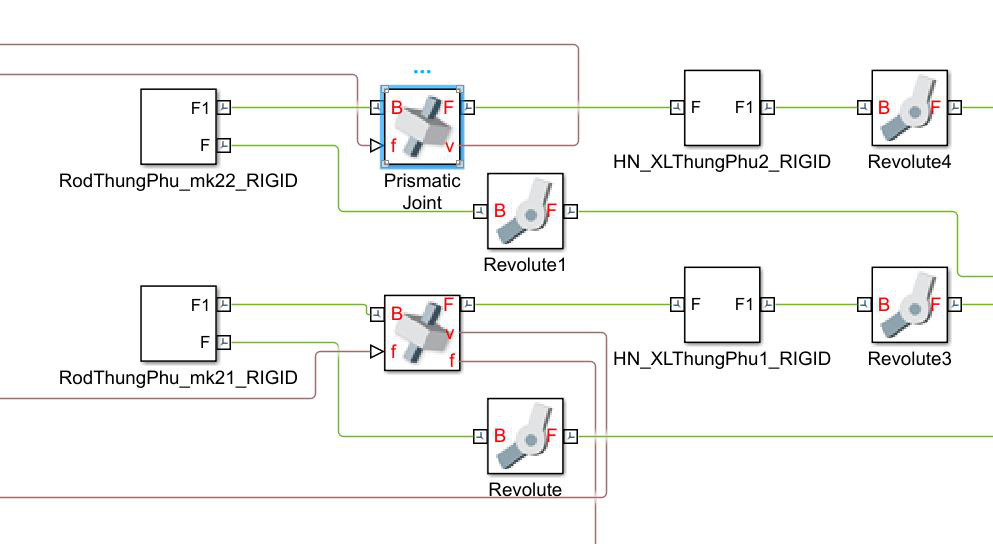 ...
F1
B F
F F1
B F
F
f v
RodThungPhu_mk22_RIGID
Prismatic
Joint
HN_XLThungPhu2_RIGID
Revolute4
B F
Revolute1
F1
B F
F F1
B F
v
F
f f
RodThungPhu_mk21_RIGID
HN_XLThungPhu1_RIGID
Revolute3
B F
Revolute